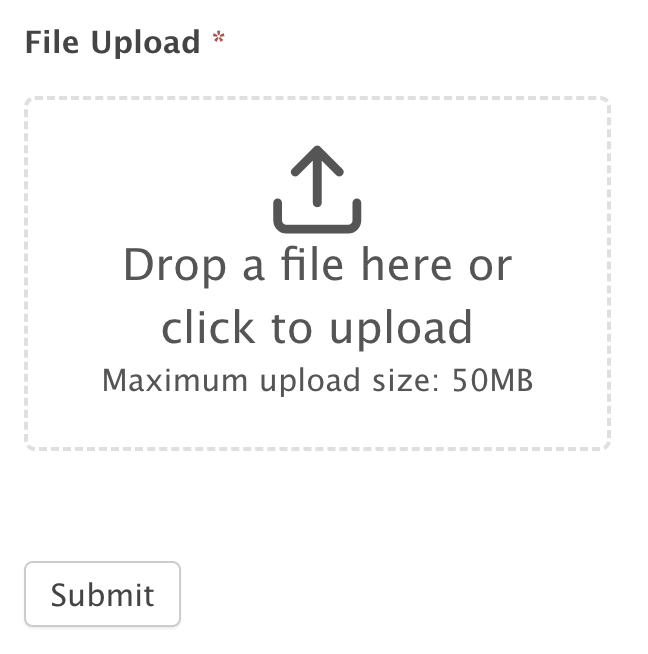 File Upload *
Drop a file here or
click to upload
Maximum upload size: 50MB
Submit